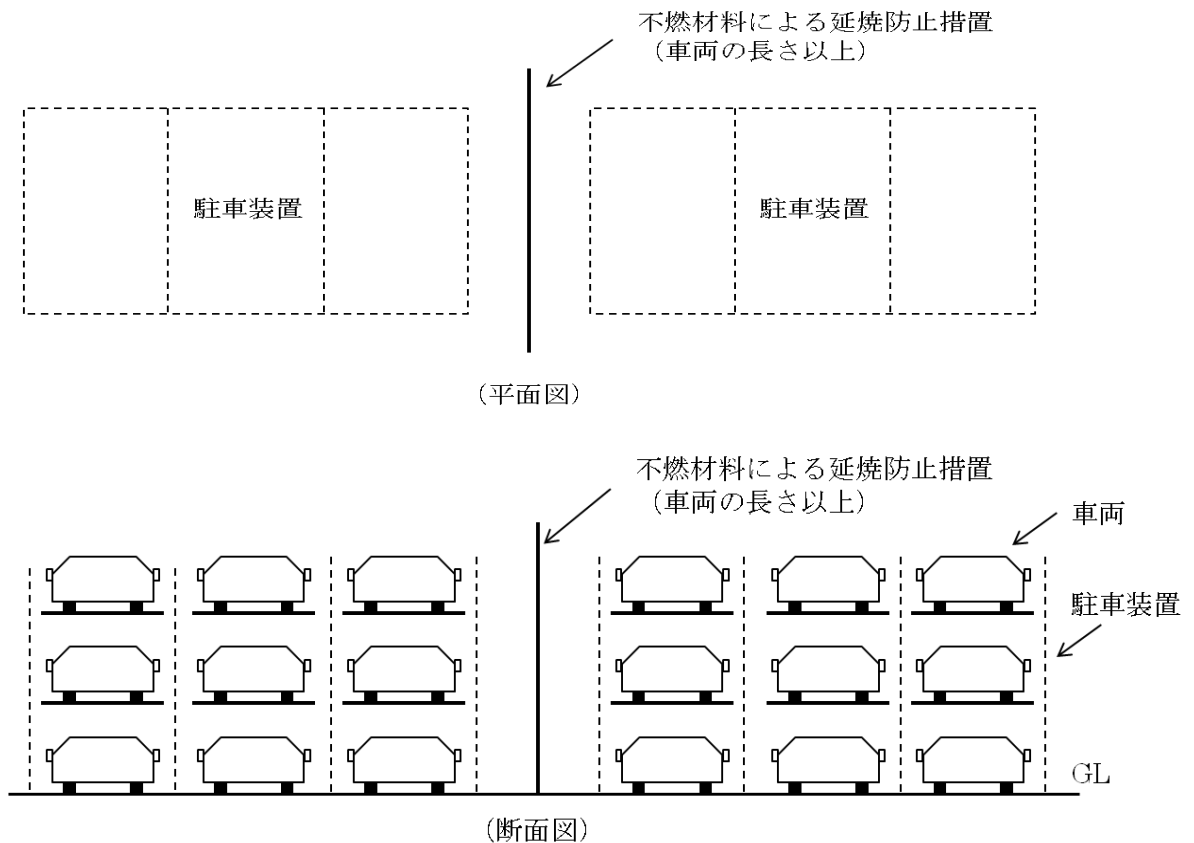 不燃材料による延焼防止措置
（車両の長さ以上）
駐車装置
駐車装置
（平面図）
不燃材料による延焼防止措置
（車両の長さ以上）
車両
駐車装置
GL
（断面図）